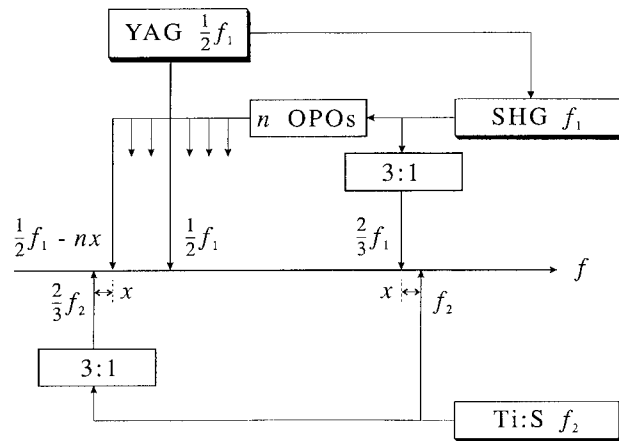 YAG ½ f₁
n OPOs
SHG f₁
3:1
½ f₁ - nx
½ f₁
⅔ f₁
f
⅔ f₂
x
x
f₂
3:1
Ti:S f₂